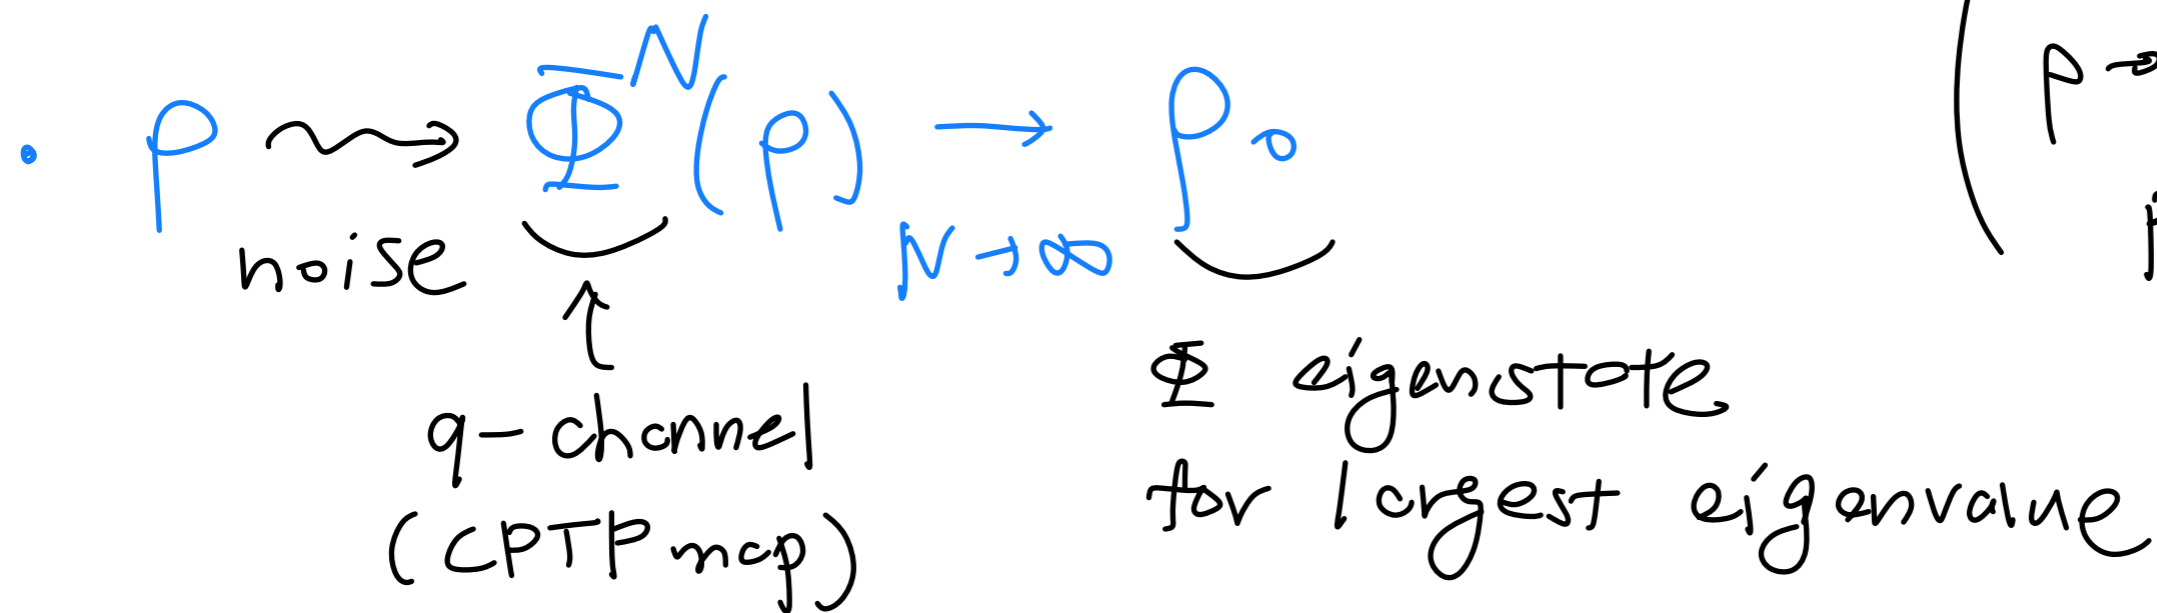 • ρ ⇝ Φ^N(ρ) → ρ₀ ( ρ →
noise N→∞
q-channel Φ eigenstate
(CPTP map) for largest eigenvalue